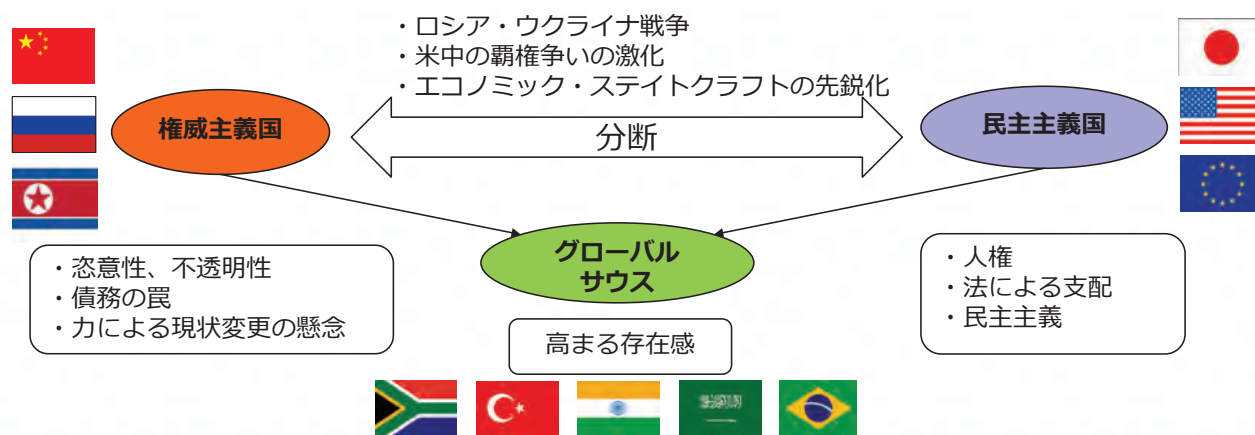 ・ロシア・ウクライナ戦争
・米中の覇権争いの激化
・エコノミック・ステイトクラフトの先鋭化
権威主義国
分断
民主主義国
グローバル
サウス
・恣意性、不透明性
・債務の罠
・力による現状変更の懸念
高まる存在感
・人権
・法による支配
・民主主義